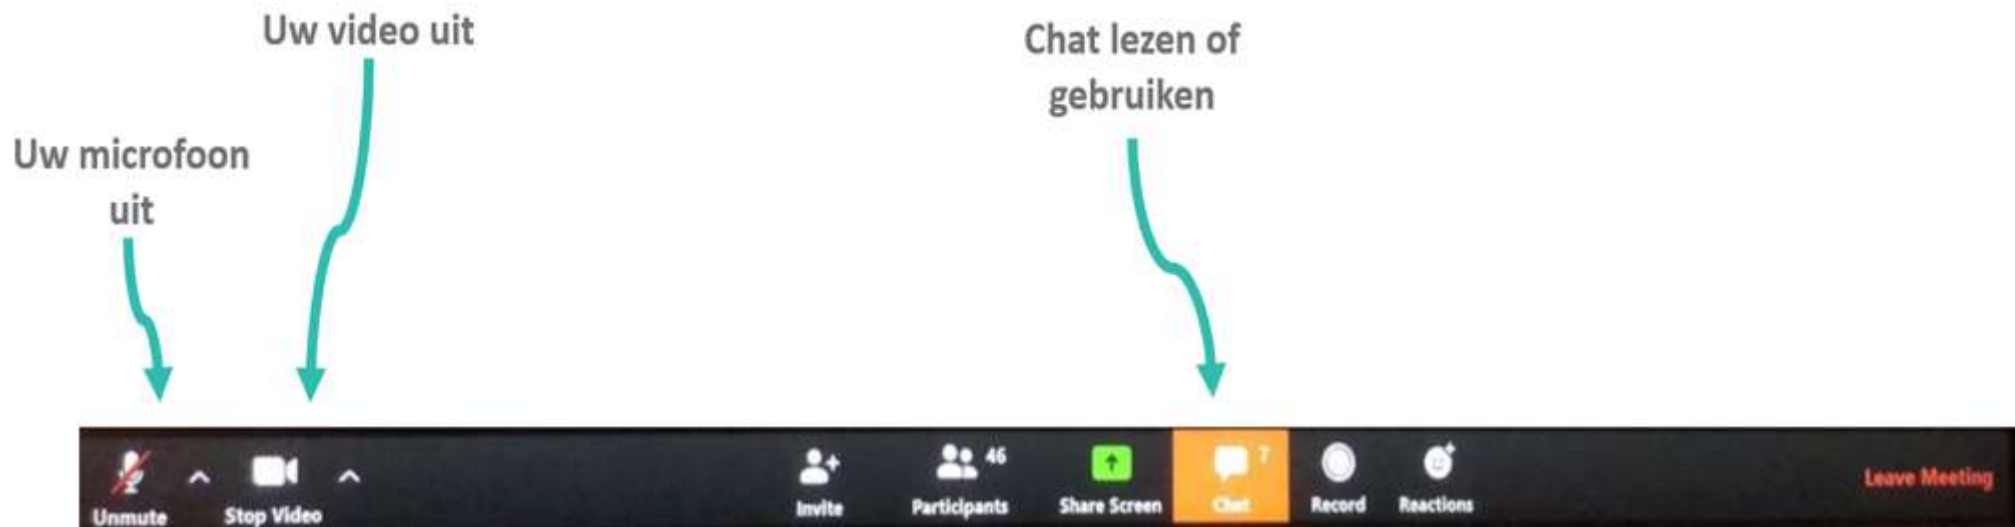 Uw video uit
Chat lezen of
gebruiken
Uw microfoon
uit
46
7
Unmute
Stop Video
Invite
Participants
Share Screen
Chat
Record
Reactions
Leave Meeting